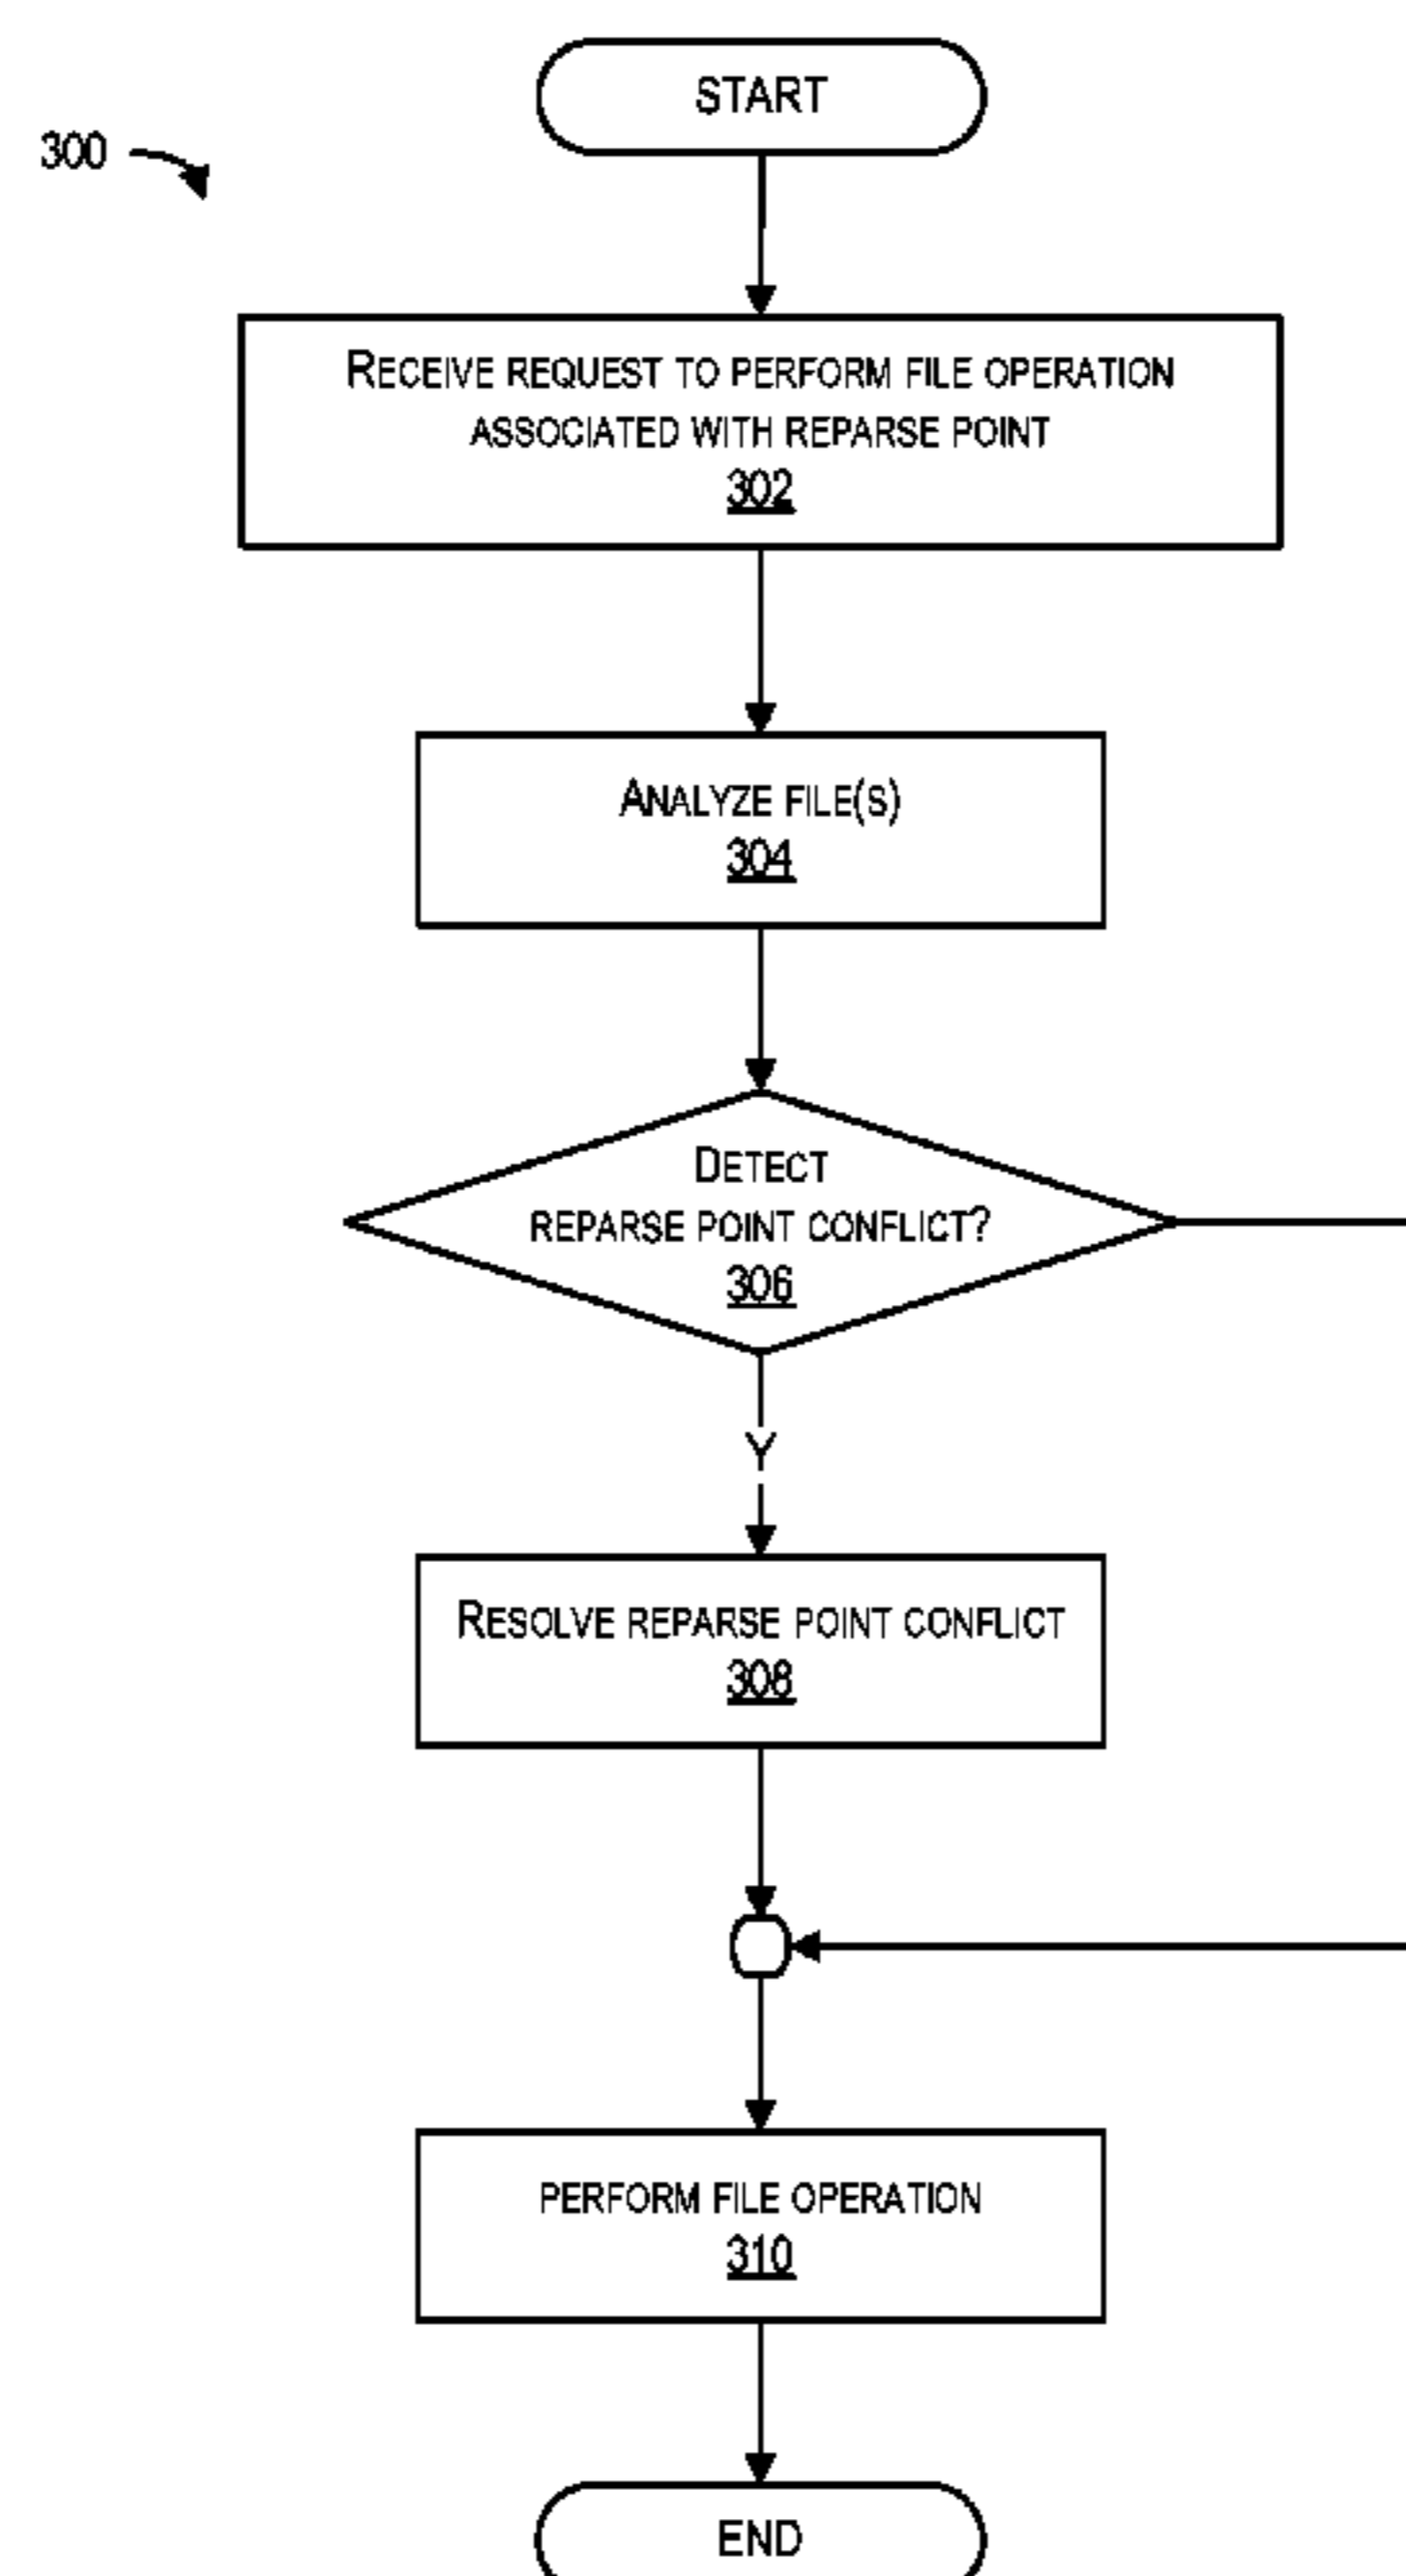 START
300
RECEIVE REQUEST TO PERFORM FILE OPERATION
ASSOCIATED WITH REPARSE POINT
302
ANALYZE FILE(S)
304
DETECT
REPARSE POINT CONFLICT?
306
Y
RESOLVE REPARSE POINT CONFLICT
308
PERFORM FILE OPERATION
310
END